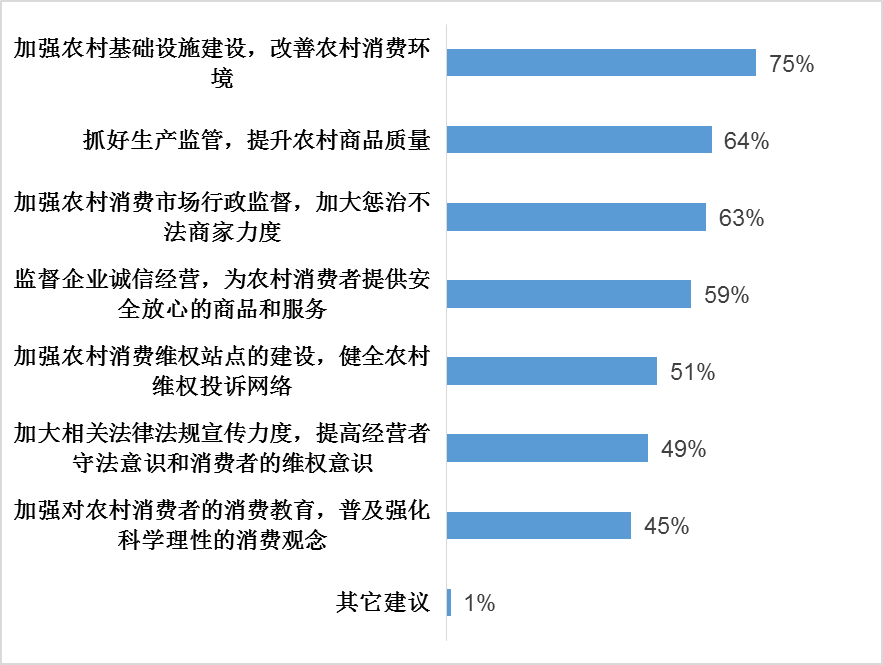 加强农村基础设施建设，改善农村消费环
境
75%
抓好生产监管，提升农村商品质量
64%
加强农村消费市场行政监督，加大惩治不
法商家力度
63%
监督企业诚信经营，为农村消费者提供安
全放心的商品和服务
59%
加强农村消费维权站点的建设，健全农村
维权投诉网络
51%
加大相关法律法规宣传力度，提高经营者
守法意识和消费者的维权意识
49%
加强对农村消费者的消费教育，普及强化
科学理性的消费观念
45%
其它建议
1%